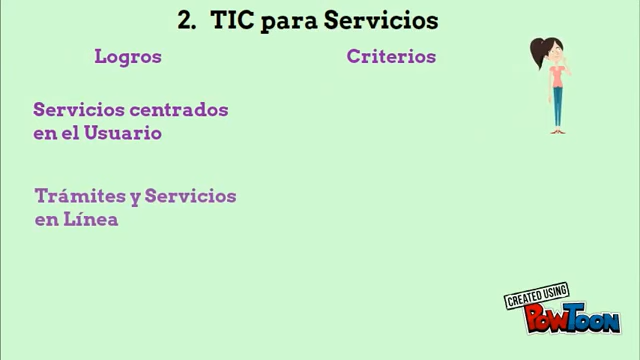 2. TIC para Servicios
Logros
Criterios
Servicios centrados
en el Usuario
Trámites y Servicios
en Línea
CREATED USING
POWTOON